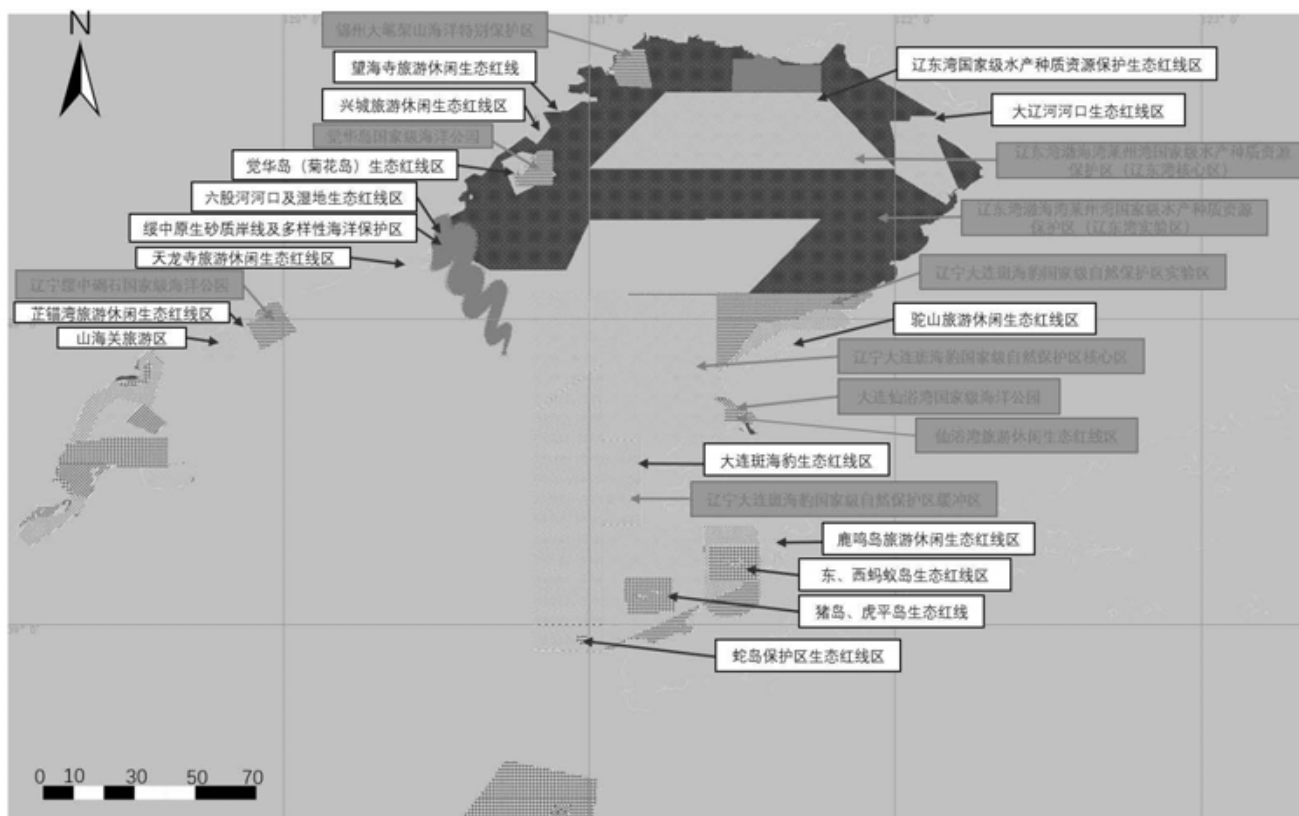 N
120° 0'
121° 0'
122° 0'
123° 0'
锦州大笔架山海洋特别保护区
望海寺旅游休闲生态红线
兴城旅游休闲生态红线区
觉华岛国家级海洋公园
觉华岛（菊花岛）生态红线区
六股河河口及湿地生态红线区
绥中原生砂质岸线及多样性海洋保护区
天龙寺旅游休闲生态红线区
辽宁绥中碣石国家级海洋公园
芷锚湾旅游休闲生态红线区
山海关旅游区
辽东湾国家级水产种质资源保护生态红线区
大辽河河口生态红线区
辽东湾渤海湾莱州湾国家级水产种质资源
保护区（辽东湾核心区）
辽东湾渤海湾莱州湾国家级水产种质资源
保护区（辽东湾实验区）
辽宁大连斑海豹国家级自然保护区实验区
驼山旅游休闲生态红线区
辽宁大连斑海豹国家级自然保护区核心区
大连仙浴湾国家级海洋公园
仙浴湾旅游休闲生态红线区
大连斑海豹生态红线区
辽宁大连斑海豹国家级自然保护区缓冲区
鹿鸣岛旅游休闲生态红线区
东、西蚂蚁岛生态红线区
猪岛、虎平岛生态红线
蛇岛保护区生态红线区
0 10 30 50 70